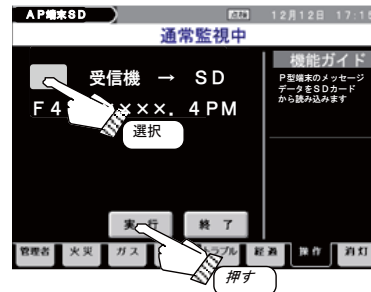 AP端末SD 点検 12月12日 17:15
通常監視中
機能ガイド
P型端末のメッセージ
データをSDカード
から読み込みます
受信機 → SD
F4 ×××. 4PM
選択
実行 終了
管理者 火災 ガス トラブル 経過 操作 消灯
押す